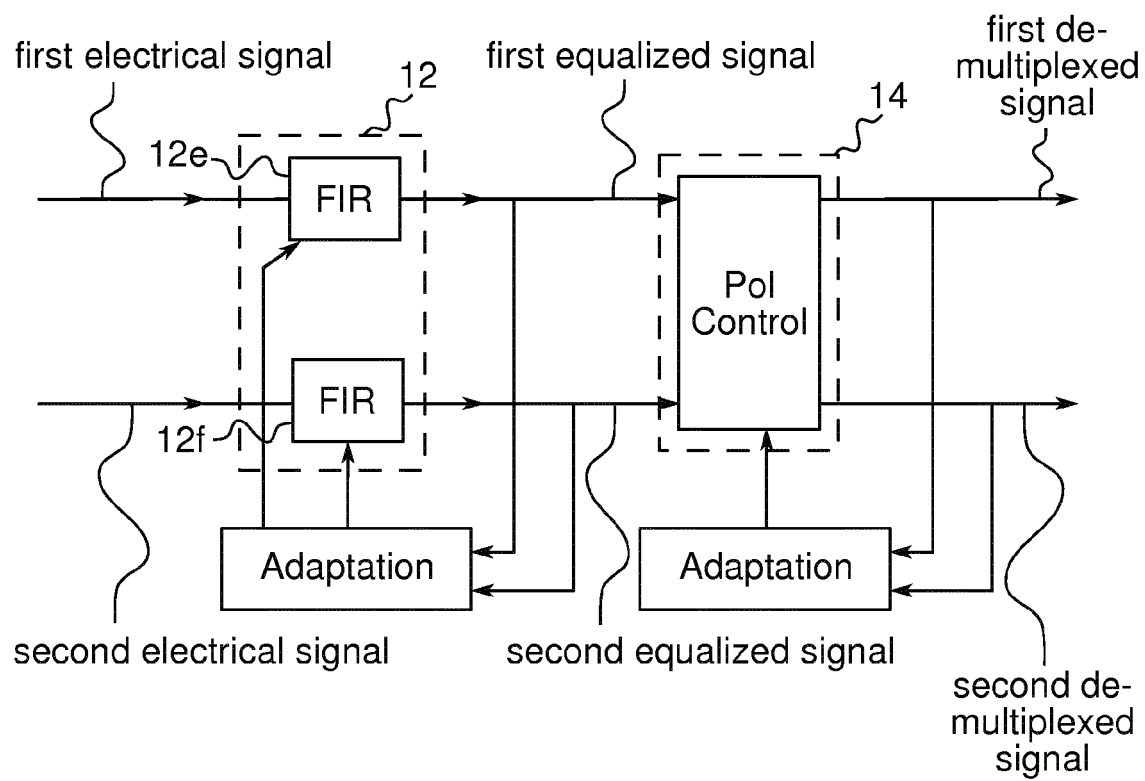 first electrical signal
12
first equalized signal
14
first de-
multiplexed
signal
12e
FIR
Pol
Control
FIR
12f
Adaptation
Adaptation
second electrical signal
second equalized signal
second de-
multiplexed
signal